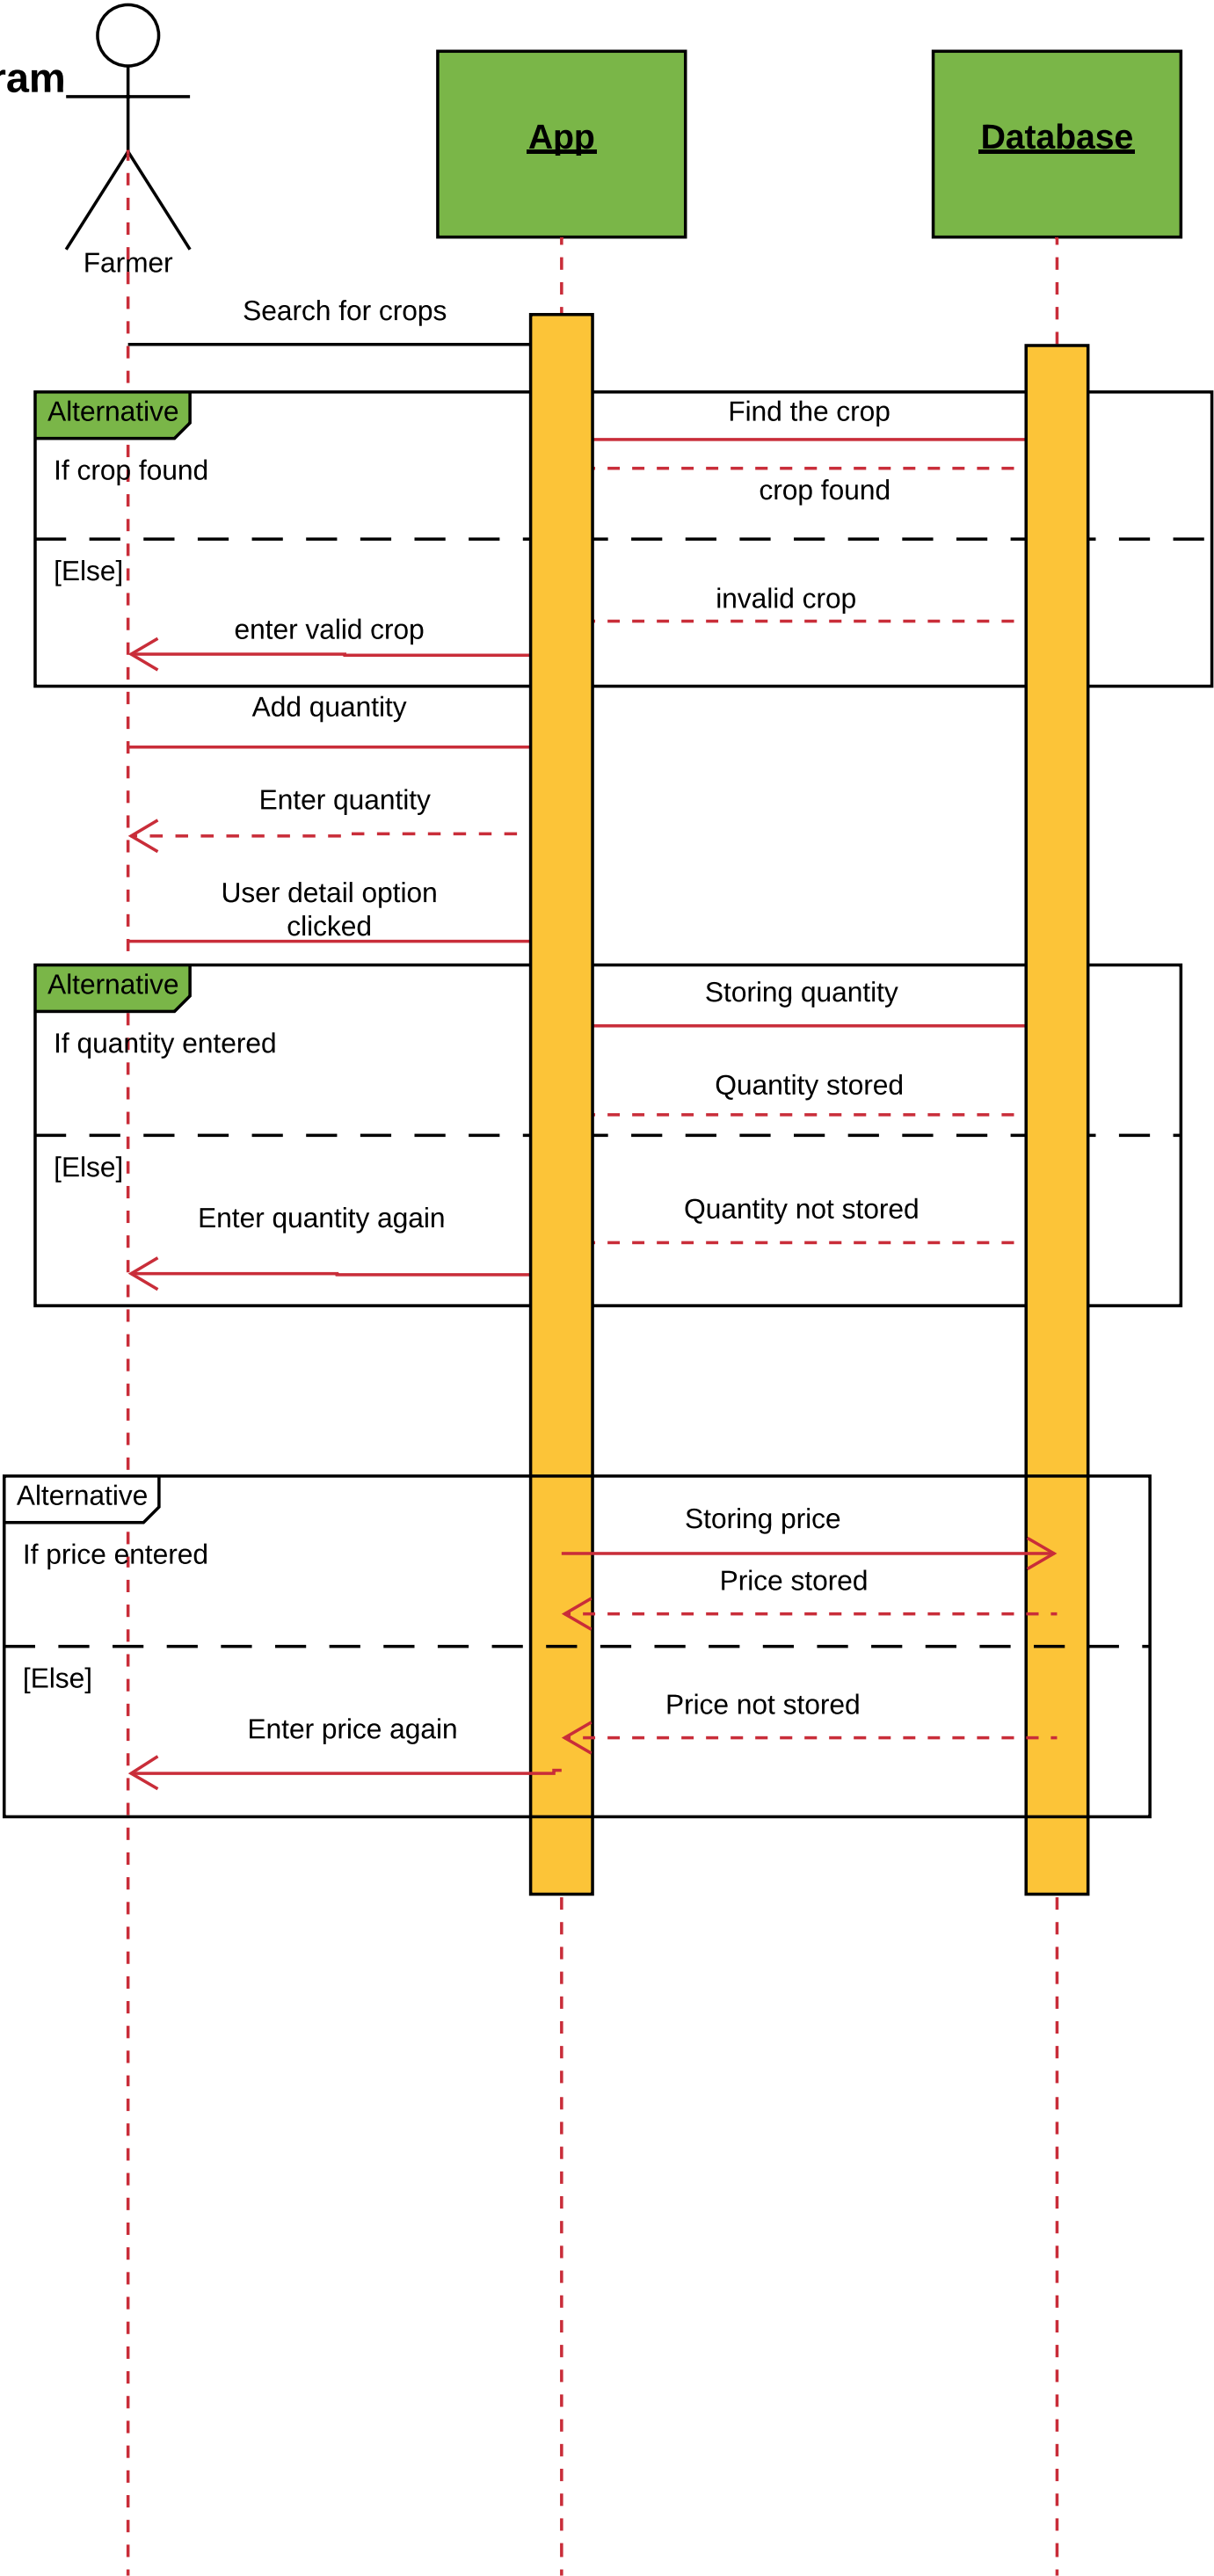 ram
App
Database
Farmer
Search for crops
Alternative
Find the crop
If crop found
crop found
[Else]
invalid crop
enter valid crop
Add quantity
Enter quantity
User detail option
clicked
Alternative
Storing quantity
If quantity entered
Quantity stored
[Else]
Quantity not stored
Enter quantity again
Alternative
Storing price
If price entered
Price stored
[Else]
Price not stored
Enter price again